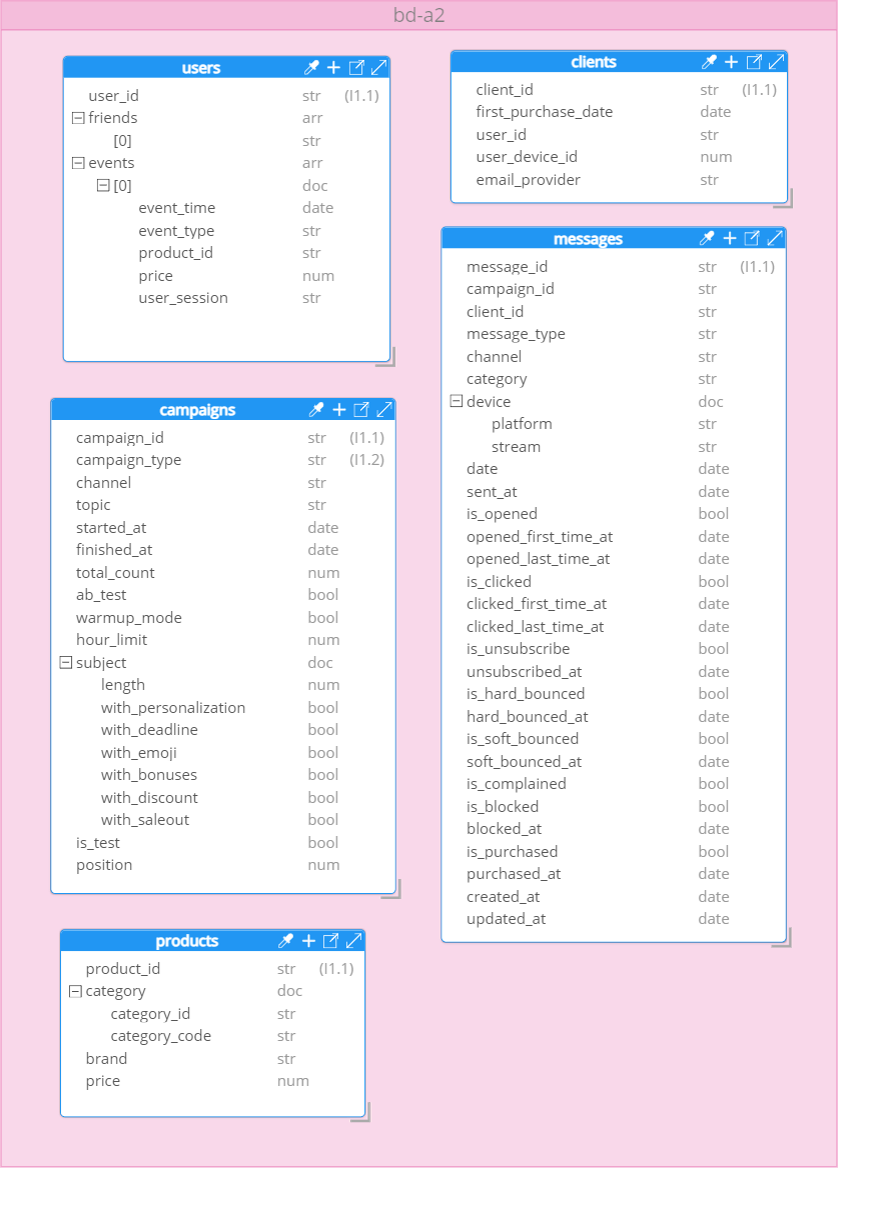 bd-a2
users
user_id str (I1.1)
friends arr
[0] str
events arr
[0] doc
event_time date
event_type str
product_id str
price num
user_session str
clients
client_id str (I1.1)
first_purchase_date date
user_id str
user_device_id num
email_provider str
messages
message_id str (I1.1)
campaign_id str
client_id str
message_type str
channel str
category str
device doc
platform str
stream str
date date
sent_at date
is_opened bool
opened_first_time_at date
opened_last_time_at date
is_clicked bool
clicked_first_time_at date
clicked_last_time_at date
is_unsubscribe bool
unsubscribed_at date
is_hard_bounced bool
hard_bounced_at date
is_soft_bounced bool
soft_bounced_at date
is_complained bool
is_blocked bool
blocked_at date
is_purchased bool
purchased_at date
created_at date
updated_at date
campaigns
campaign_id str (I1.1)
campaign_type str (I1.2)
channel str
topic str
started_at date
finished_at date
total_count num
ab_test bool
warmup_mode bool
hour_limit num
subject doc
length num
with_personalization bool
with_deadline bool
with_emoji bool
with_bonuses bool
with_discount bool
with_saleout bool
is_test bool
position num
products
product_id str (I1.1)
category doc
category_id str
category_code str
brand str
price num